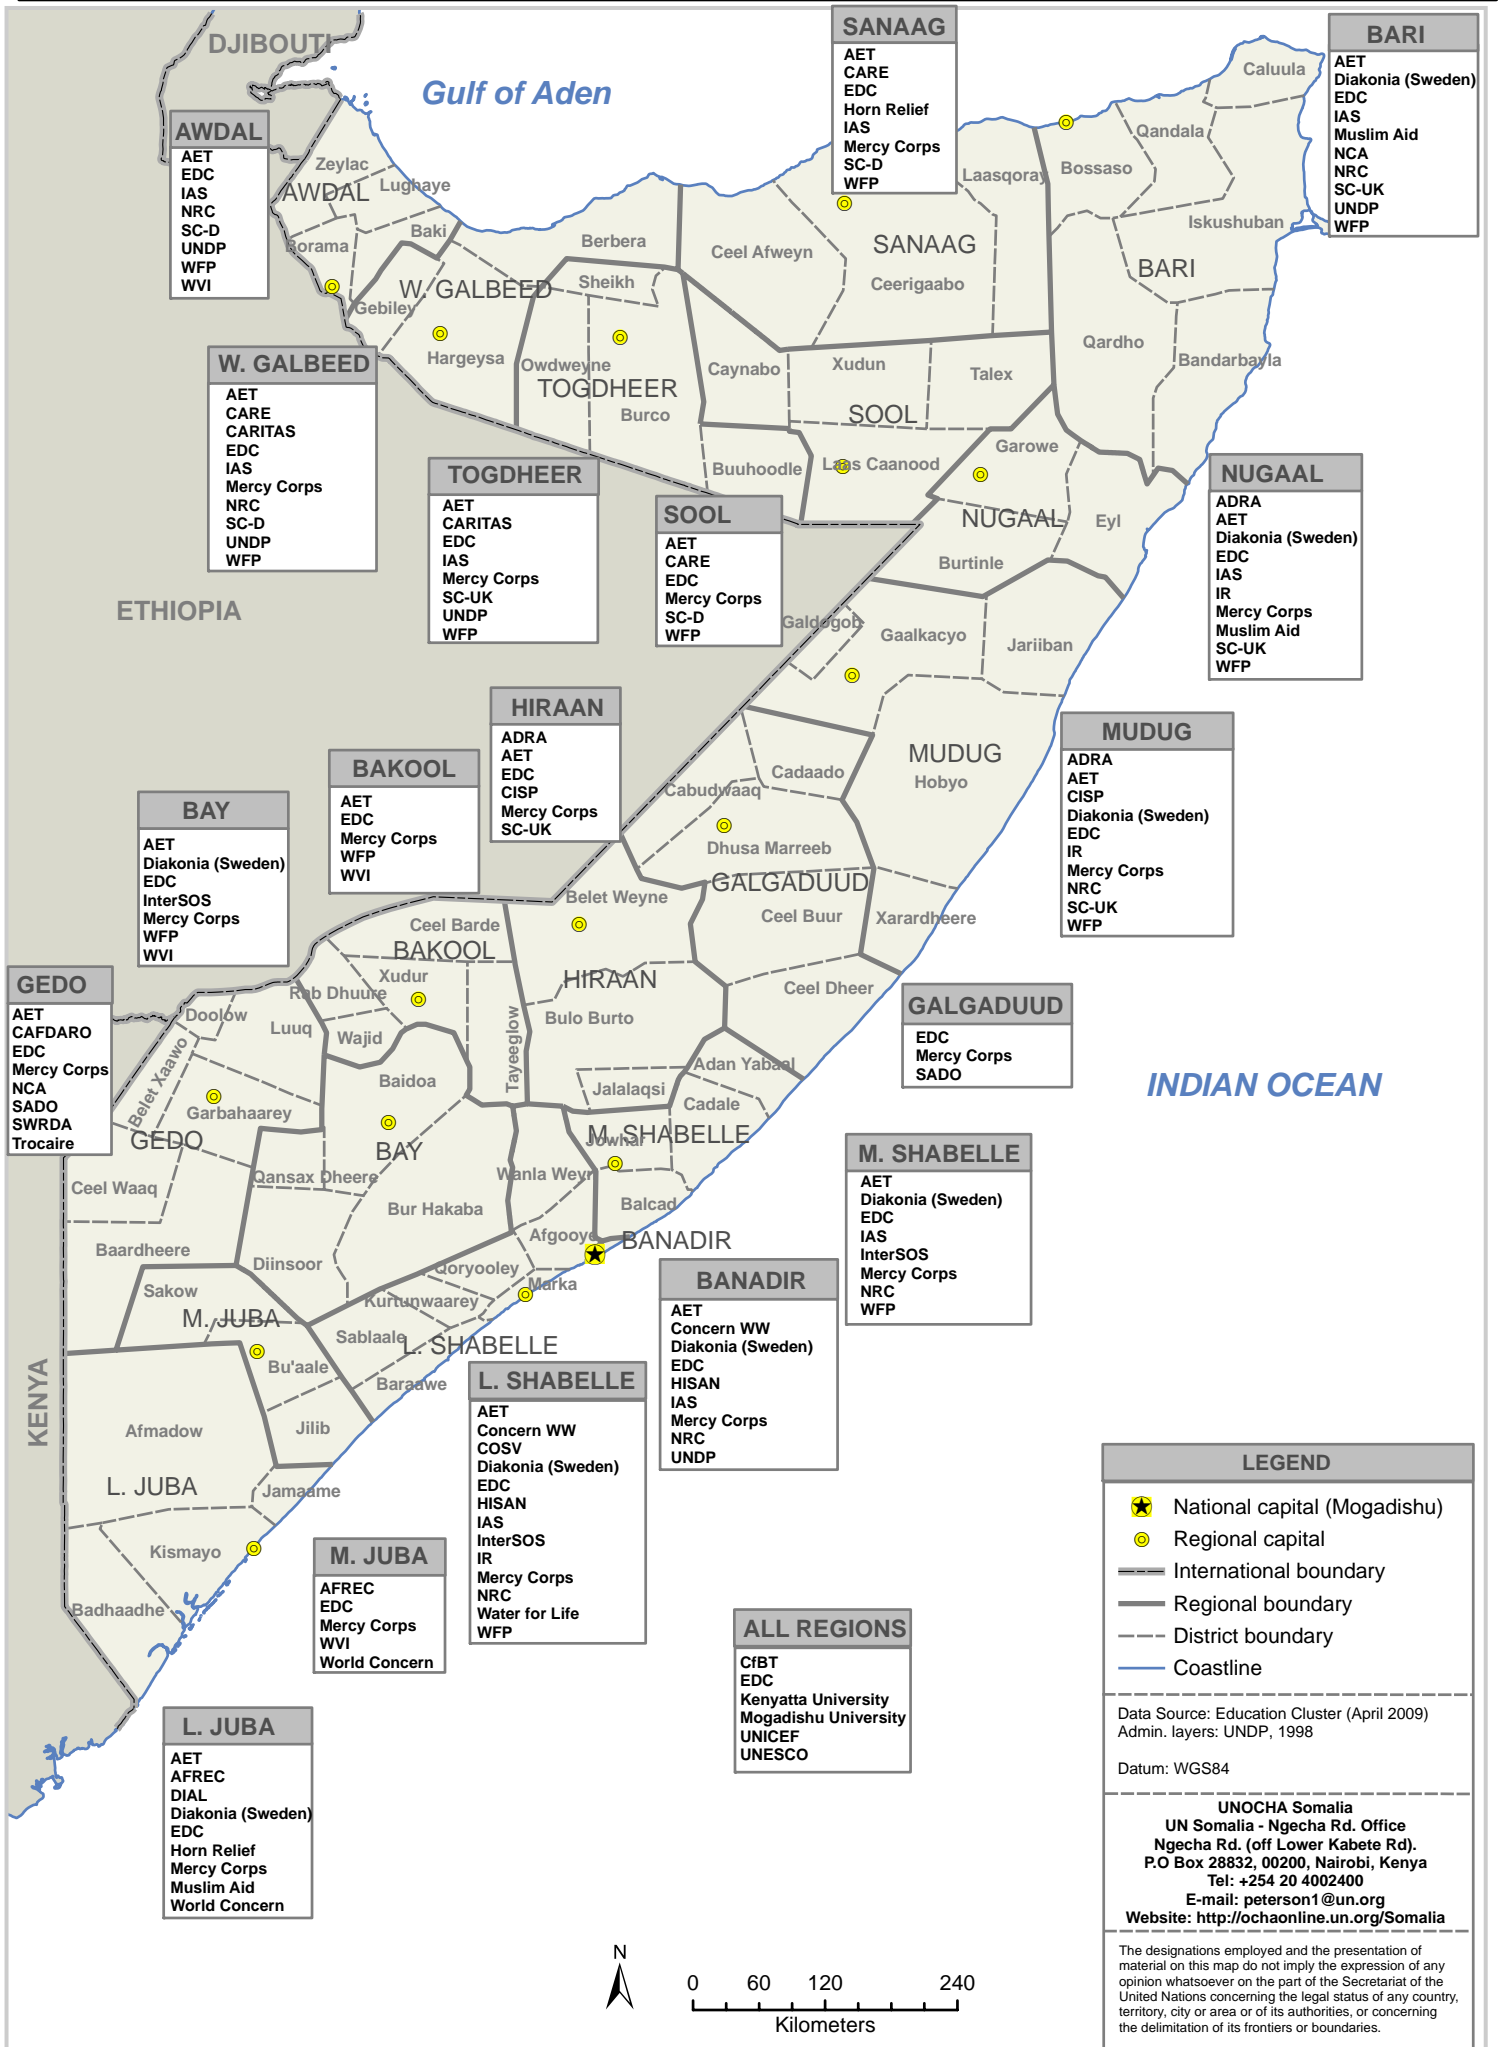 DJIBOUTI
Gulf of Aden
SANAAG
AET
CARE
EDC
Horn Relief
IAS
Mercy Corps
SC-D
WFP
BARI
AET
Diakonia (Sweden)
EDC
IAS
Muslim Aid
NCA
NRC
SC-UK
UNDP
WFP
AWDAL
AET
EDC
IAS
NRC
SC-D
UNDP
WFP
WVI
Caluula
Qandala
Bossaso
Iskushuban
BARI
Qardho
Bandarbayla
Laasqoray
SANAAG
Ceel Afweyn
Ceerigaabo
Zeylac
AWDAL
Lughaye
Baki
Borama
Berbera
Sheikh
W. GALBEED
Gebiley
Hargeysa
Owdweyne
TOGDHEER
Burco
Caynabo
Xudun
Talex
SOOL
Buuhoodle
Laas Caanood
Garowe
NUGAAL
Eyl
Burtinle
W. GALBEED
AET
CARE
CARITAS
EDC
IAS
Mercy Corps
NRC
SC-D
UNDP
WFP
TOGDHEER
AET
CARITAS
EDC
IAS
Mercy Corps
SC-UK
UNDP
WFP
SOOL
AET
CARE
EDC
Mercy Corps
SC-D
WFP
NUGAAL
ADRA
AET
Diakonia (Sweden)
EDC
IAS
IR
Mercy Corps
Muslim Aid
SC-UK
WFP
ETHIOPIA
Galdogob
Gaalkacyo
Jariiban
MUDUG
Hobyo
Xarardheere
HIRAAN
ADRA
AET
EDC
CISP
Mercy Corps
SC-UK
MUDUG
ADRA
AET
CISP
Diakonia (Sweden)
EDC
IR
Mercy Corps
NRC
SC-UK
WFP
BAKOOL
AET
EDC
Mercy Corps
WFP
WVI
BAY
AET
Diakonia (Sweden)
EDC
InterSOS
Mercy Corps
WFP
WVI
Cadaado
Cabudwaaq
Dhusa Marreeb
GALGADUUD
Ceel Buur
Ceel Dheer
Belet Weyne
HIRAAN
Bulo Burto
Jalalaqsi
Ceel Barde
BAKOOL
Xudur
Rab Dhuure
Wajid
Tayeeglow
GEDO
AET
CAFDARO
EDC
Mercy Corps
NCA
SADO
SWRDA
Trocaire
GALGADUUD
EDC
Mercy Corps
SADO
INDIAN OCEAN
Doolow
Luuq
Belet Xaawo
Garbahaarey
GEDO
Ceel Waaq
Baardheere
Baidoa
BAY
Qansax Dheere
Bur Hakaba
Diinsoor
Adan Yabaal
Cadale
M. SHABELLE
Jowhar
Balcad
Wanla Weyn
Afgooye
BANADIR
Qoryooley
Marka
Kurtunwaarey
Sablaale
L. SHABELLE
Baraawe
M. SHABELLE
AET
Diakonia (Sweden)
EDC
IAS
InterSOS
Mercy Corps
NRC
WFP
BANADIR
AET
Concern WW
Diakonia (Sweden)
EDC
HISAN
IAS
Mercy Corps
NRC
UNDP
Sakow
M. JUBA
Bu'aale
Jilib
KENYA
Afmadow
L. JUBA
Jamaame
Kismayo
Badhaadhe
L. SHABELLE
AET
Concern WW
COSV
Diakonia (Sweden)
EDC
HISAN
IAS
InterSOS
IR
Mercy Corps
NRC
Water for Life
WFP
M. JUBA
AFREC
EDC
Mercy Corps
WVI
World Concern
ALL REGIONS
CfBT
EDC
Kenyatta University
Mogadishu University
UNICEF
UNESCO
L. JUBA
AET
AFREC
DIAL
Diakonia (Sweden)
EDC
Horn Relief
Mercy Corps
Muslim Aid
World Concern
LEGEND
National capital (Mogadishu)
Regional capital
International boundary
Regional boundary
District boundary
Coastline
Data Source: Education Cluster (April 2009)
Admin. layers: UNDP, 1998
Datum: WGS84
UNOCHA Somalia
UN Somalia - Ngecha Rd. Office
Ngecha Rd. (off Lower Kabete Rd).
P.O Box 28832, 00200, Nairobi, Kenya
Tel: +254 20 4002400
E-mail: peterson1@un.org
Website: http://ochaonline.un.org/Somalia
The designations employed and the presentation of
material on this map do not imply the expression of any
opinion whatsoever on the part of the Secretariat of the
United Nations concerning the legal status of any country,
territory, city or area or of its authorities, or concerning
the delimitation of its frontiers or boundaries.
N
0 60 120 240
Kilometers